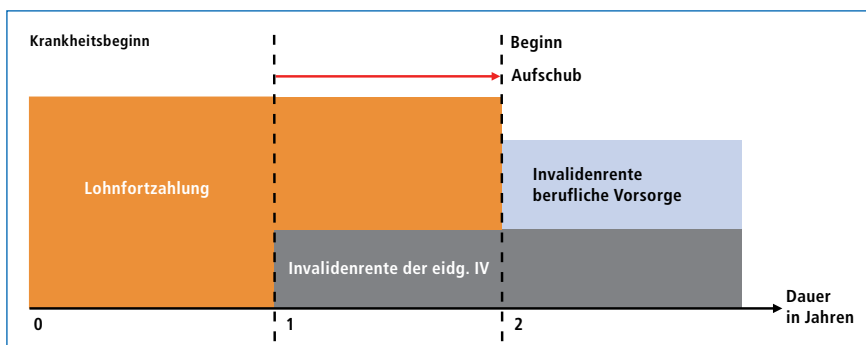 Krankheitsbeginn
Beginn
Aufschub
Lohnfortzahlung
Invalidenrente
berufliche Vorsorge
Invalidenrente der eidg. IV
Dauer
in Jahren
0
1
2